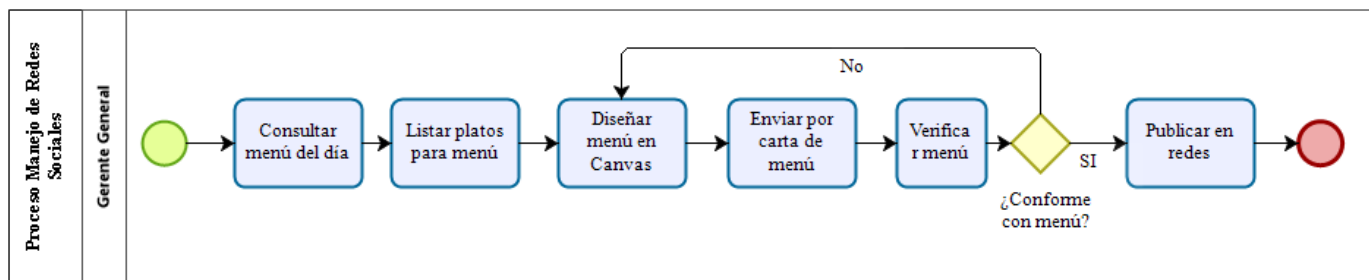 Proceso Manejo de Redes
Sociales
Gerente General
Consultar
menú del día
Listar platos
para menú
Diseñar
menú en
Canvas
Enviar por
carta de
menú
Verifica
r menú
No
¿Conforme
con menú?
SI
Publicar en
redes